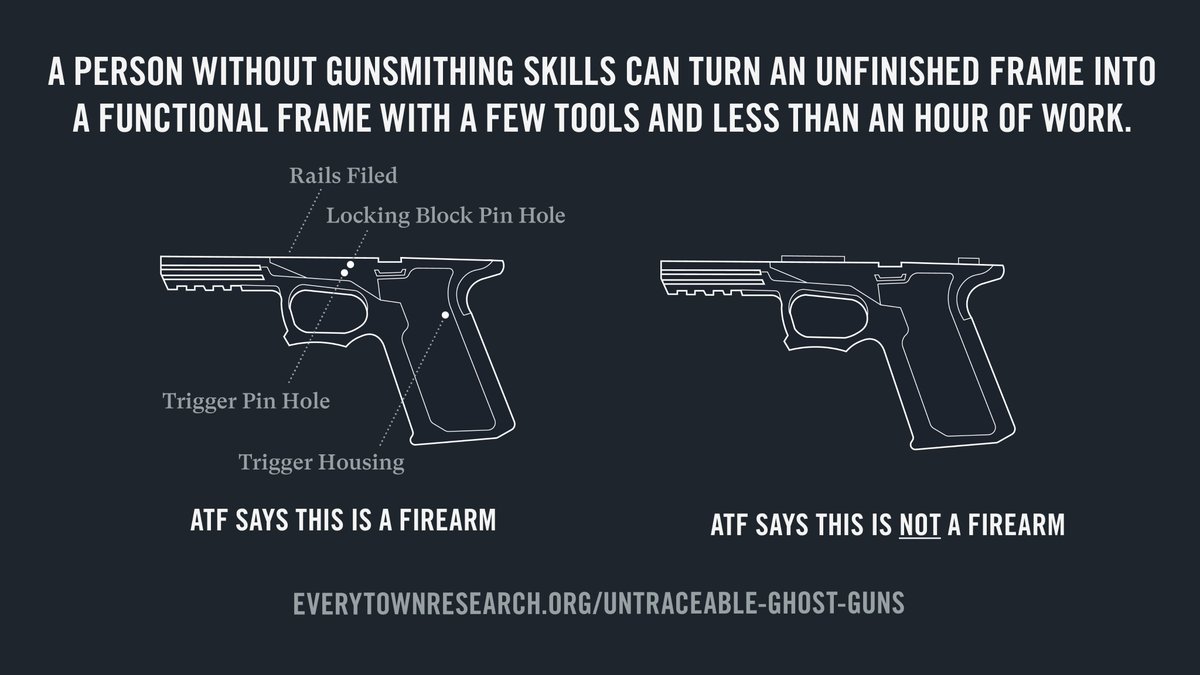 A PERSON WITHOUT GUNSMITHING SKILLS CAN TURN AN UNFINISHED FRAME INTO
A FUNCTIONAL FRAME WITH A FEW TOOLS AND LESS THAN AN HOUR OF WORK.
Rails Filed
Locking Block Pin Hole
Trigger Pin Hole
Trigger Housing
ATF SAYS THIS IS A FIREARM
ATF SAYS THIS IS NOT A FIREARM
EVERYTOWNRESEARCH.ORG/UNTRACEABLE-GHOST-GUNS